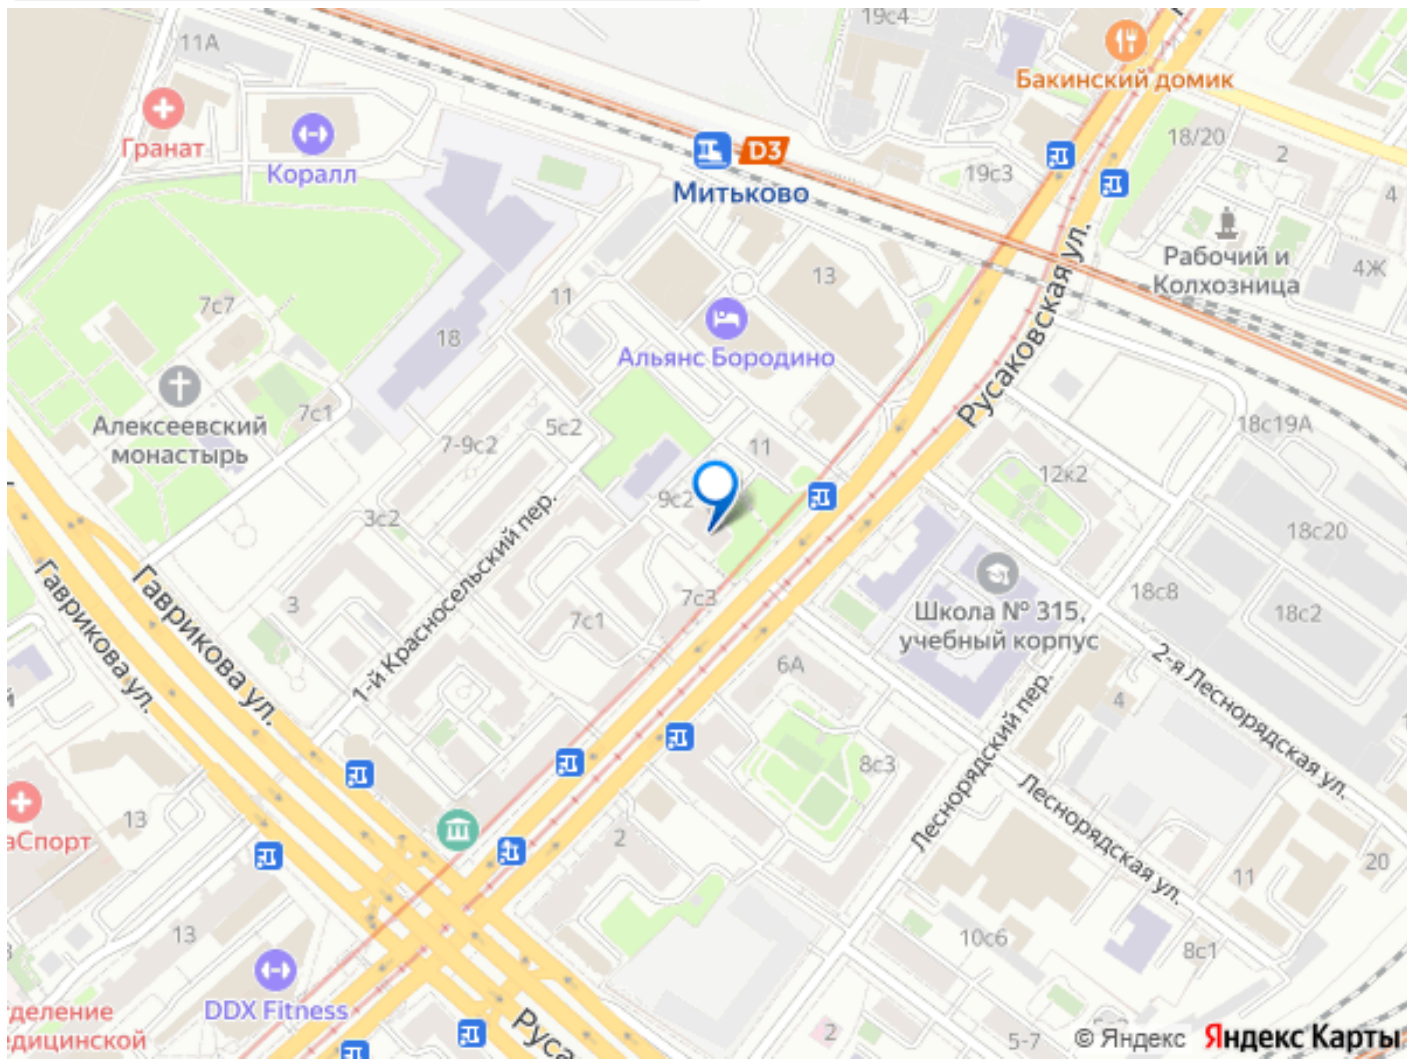 19с4
11А
Бакинский домик
Гранат
Коралл
D3
Митьково
18/20
2
19с3
4
Рабочий и
Колхозница
4Ж
13
11
7с7
18
Альянс Бородино
Русаковская ул.
Алексеевский
монастырь
7с1
5с2
7-9с2
11
18с19А
12к2
9с2
3с2
18с20
1-й Красносельский пер.
Школа № 315,
учебный корпус
18с8
18с2
Гаврикова ул.
Гаврикова ул.
3
7с1
7с3
6А
2-я Леснорядская ул.
4
й
8с3
Леснорядский пер.
Леснорядская ул.
аСпорт
13
2
20
11
13
10с6
8с1
DDX Fitness
тделение
едицинской
Руса
2
5-7
© Яндекс Яндекс Карты